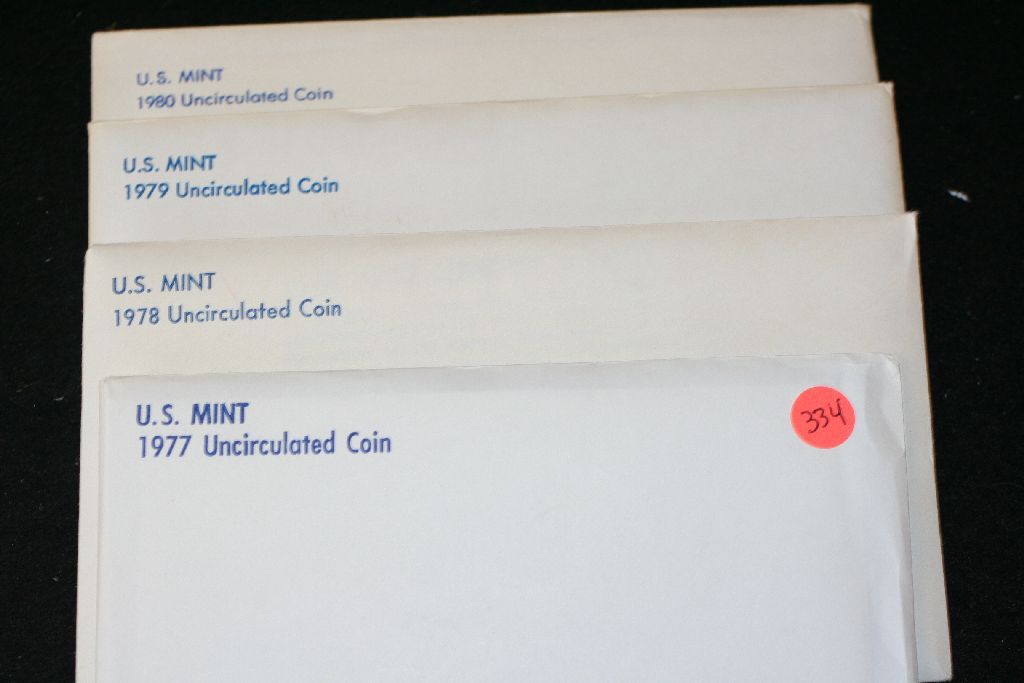 U.S. MINT
1980 Uncirculated Coin
U.S. MINT
1979 Uncirculated Coin
U.S. MINT
1978 Uncirculated Coin
U.S. MINT
1977 Uncirculated Coin
334